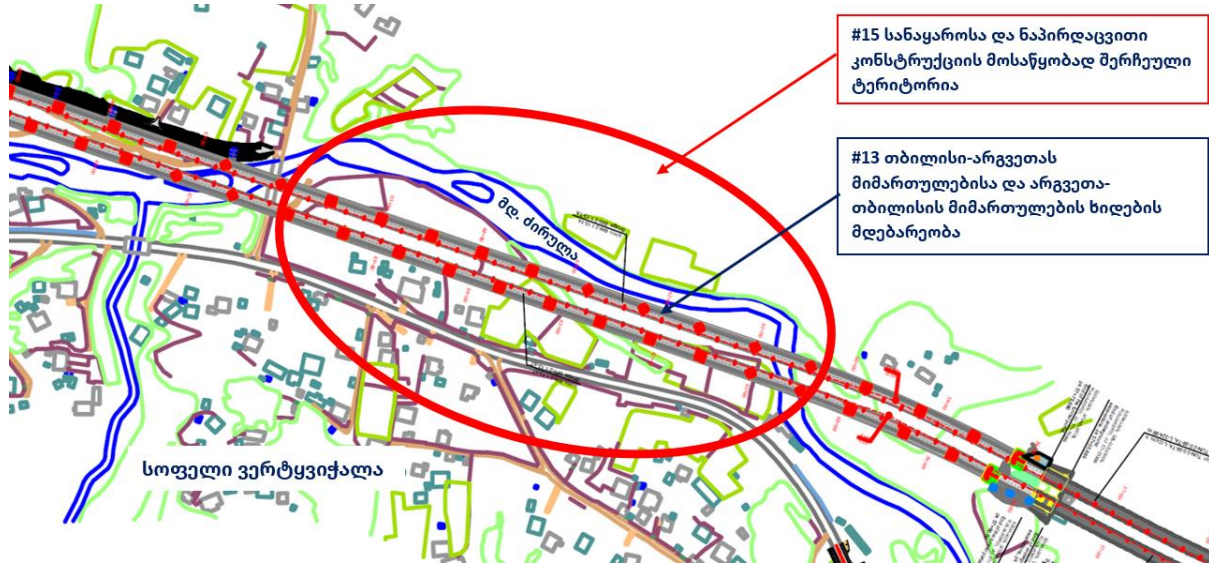 #15 სანაყაროსა და ნაპირდაცვითი
კონსტრუქციის მოსაწყობად შერჩეული
ტერიტორია
#13 თბილისი-არგვეთას
მიმართულებისა და არგვეთა-
თბილისის მიმართულების ხიდების
მდებარეობა
მდ. ძირულა
სოფელი ვერტყვიჭალა